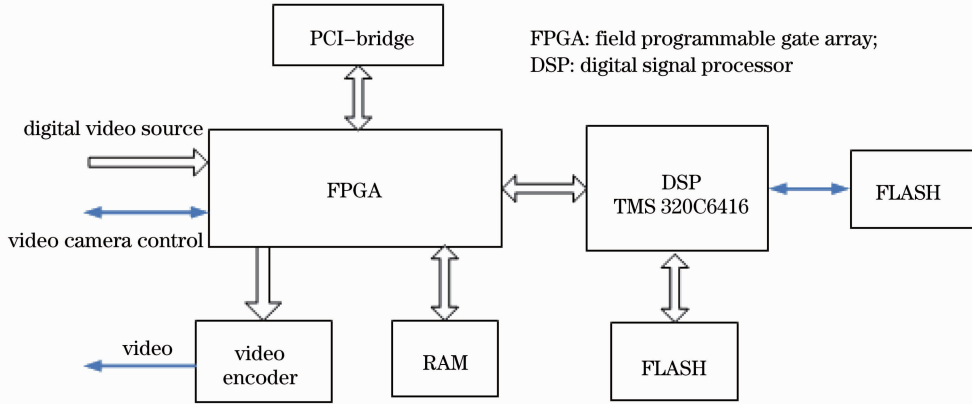 PCI–bridge
FPGA: field programmable gate array;
DSP: digital signal processor
digital video source
FPGA
DSP
TMS 320C6416
FLASH
video camera control
video
video
encoder
RAM
FLASH